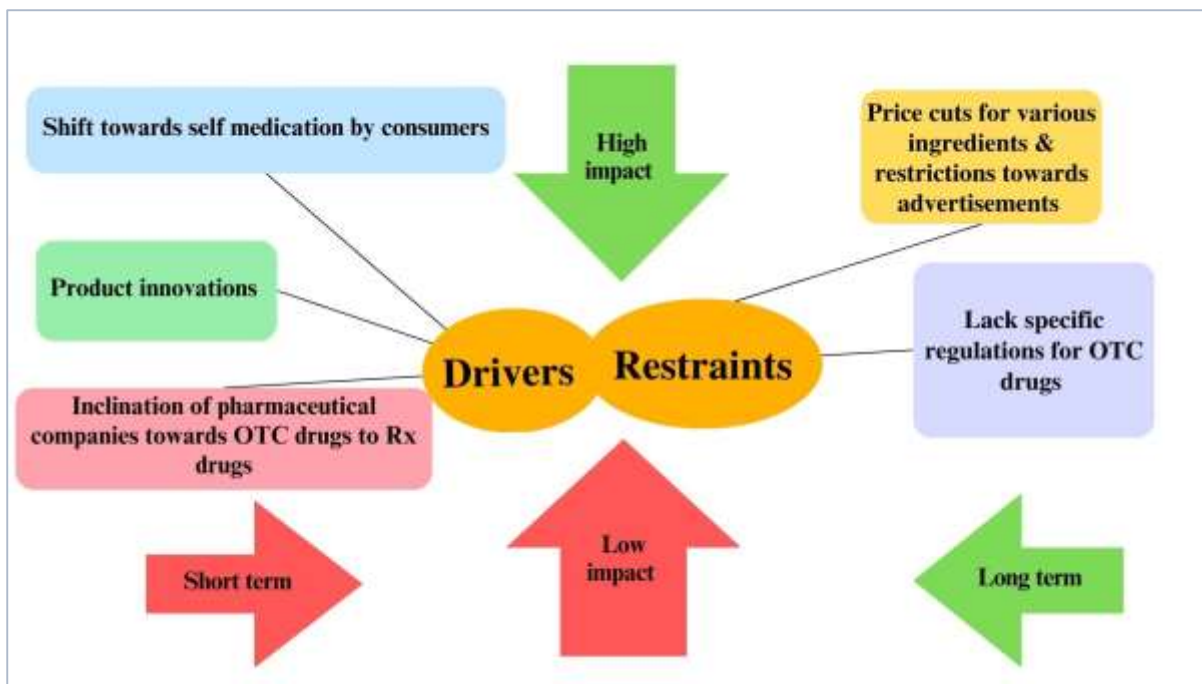 Shift towards self medication by consumers
High
impact
Price cuts for various
ingredients &
restrictions towards
advertisements
Product innovations
Lack specific
regulations for OTC
drugs
Drivers
Restraints
Inclination of pharmaceutical
companies towards OTC drugs to Rx
drugs
Short term
Low
impact
Long term